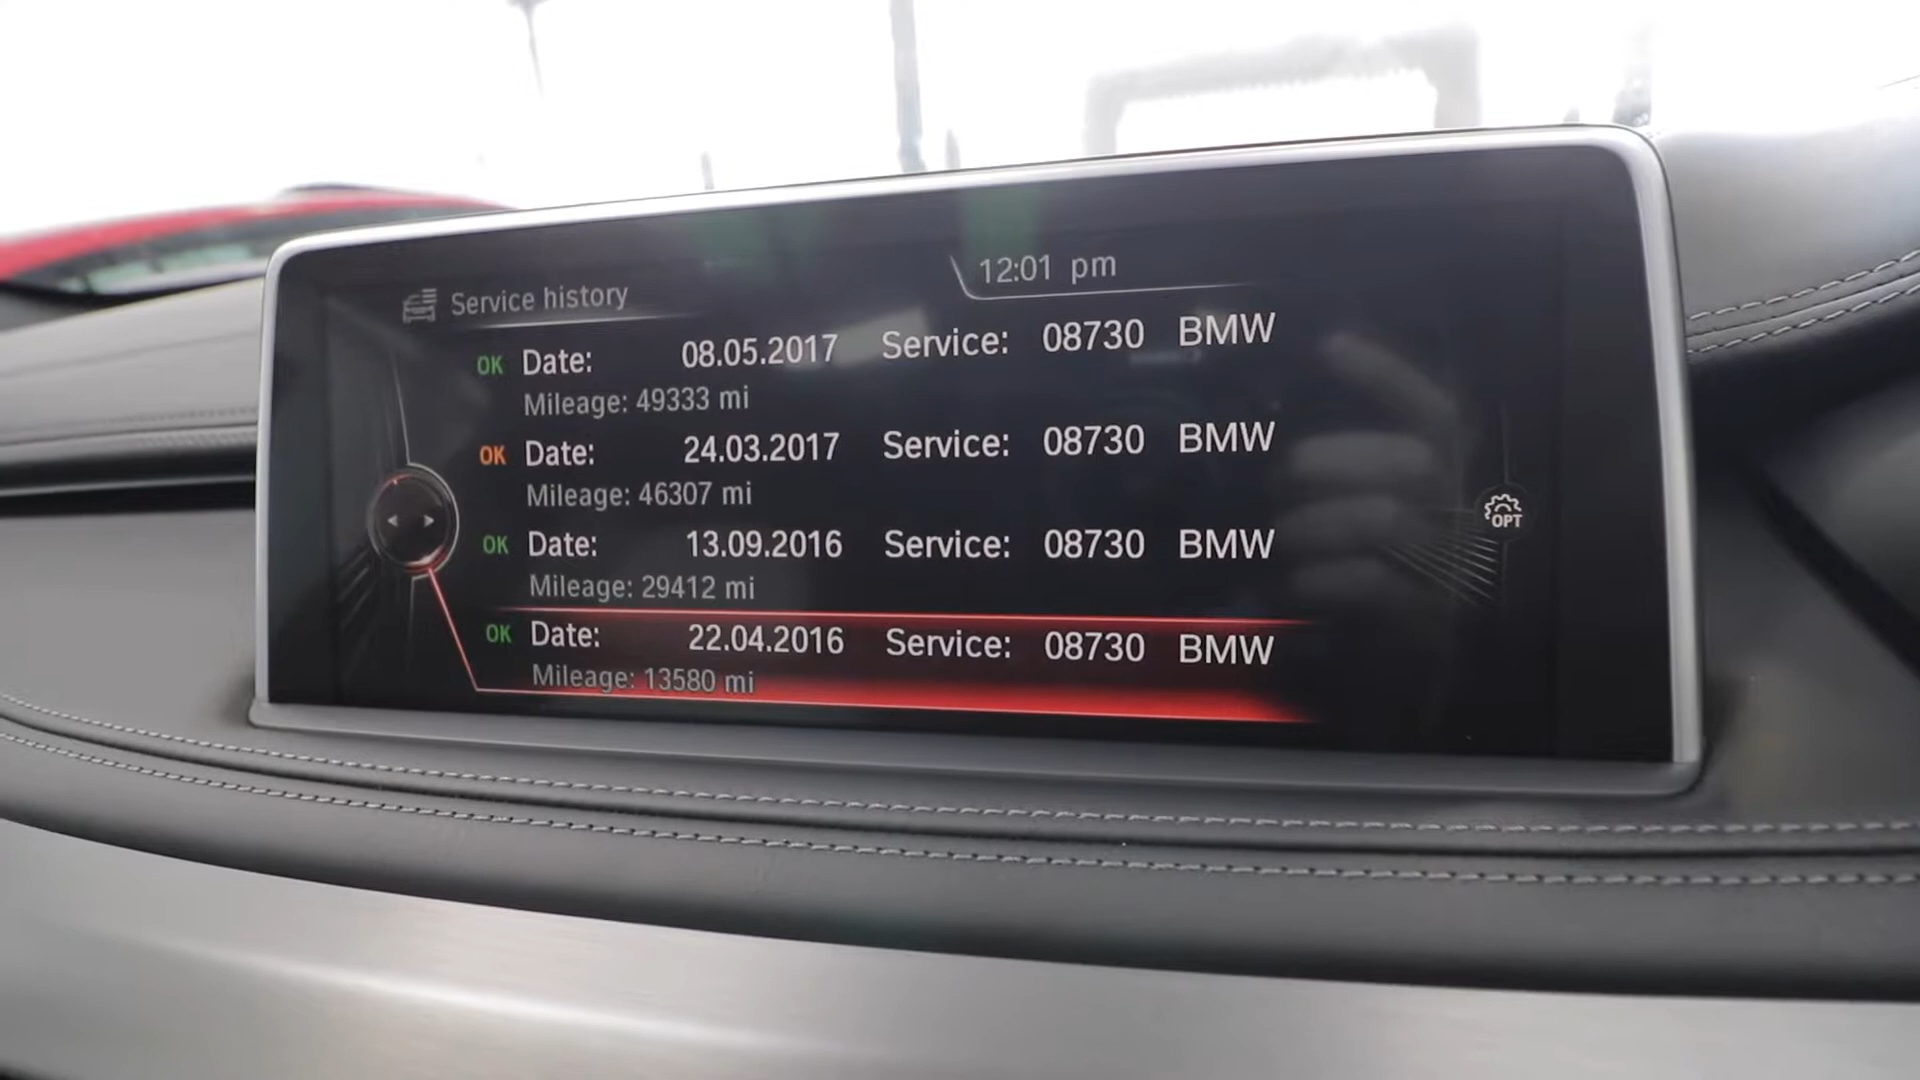 12:01 pm
Service history
OK Date: 08.05.2017 Service: 08730 BMW
Mileage: 49333 mi
OK Date: 24.03.2017 Service: 08730 BMW
Mileage: 46307 mi
OK Date: 13.09.2016 Service: 08730 BMW
Mileage: 29412 mi
OK Date: 22.04.2016 Service: 08730 BMW
Mileage: 13580 mi
OPT